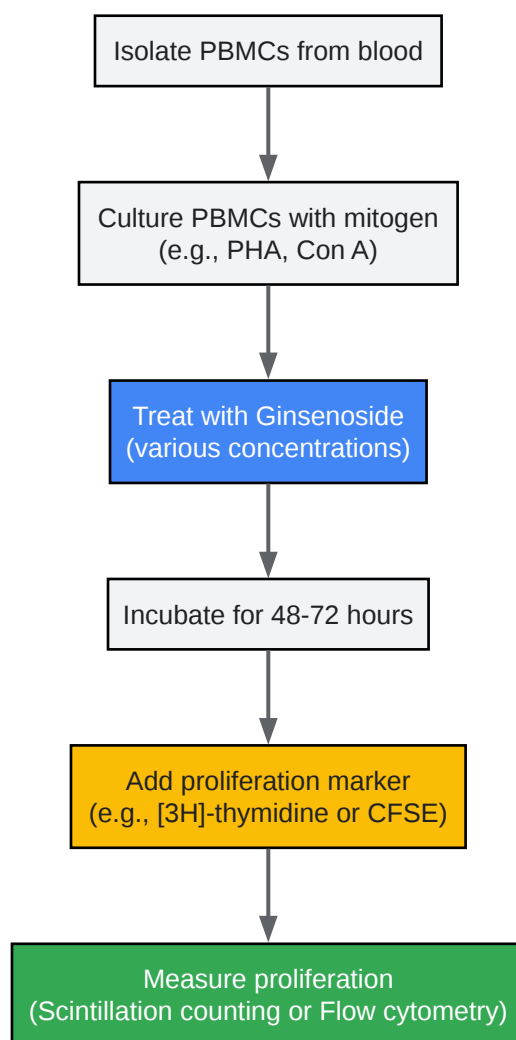 Isolate PBMCs from blood
Culture PBMCs with mitogen
(e.g., PHA, Con A)
Treat with Ginsenoside
(various concentrations)
Incubate for 48-72 hours
Add proliferation marker
(e.g., [3H]-thymidine or CFSE)
Measure proliferation
(Scintillation counting or Flow cytometry)